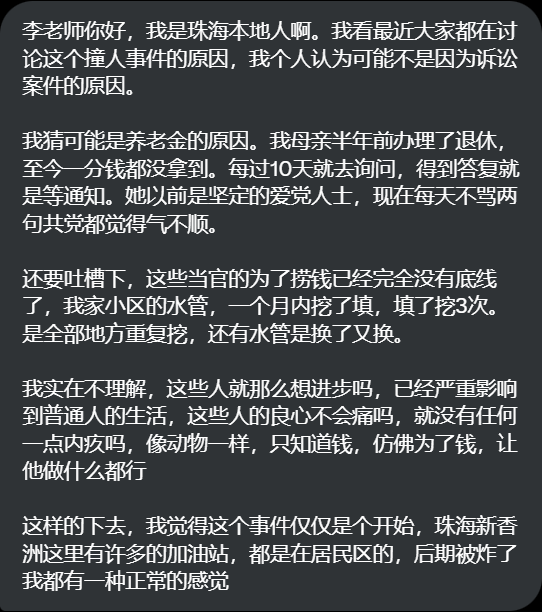 李老师你好，我是珠海本地人啊。我看最近大家都在讨
论这个撞人事件的原因，我个人认为可能不是因为诉讼
案件的原因。
我猜可能是养老金的原因。我母亲半年前办理了退休，
至今一分钱都没拿到。每过10天就去询问，得到答复就
是等通知。她以前是坚定的爱党人士，现在每天不骂两
句共党都觉得气不顺。
还要吐槽下，这些当官的为了捞钱已经完全没有底线
了，我家小区的水管，一个月内挖了填，填了挖3次。
是全部地方重复挖，还有水管是换了又换。
我实在不理解，这些人就那么想进步吗，已经严重影响
到普通人的生活，这些人的良心不会痛吗，就没有任何
一点内疚吗，像动物一样，只知道钱，仿佛为了钱，让
他做什么都行
这样的下去，我觉得这个事件仅仅是个开始，珠海新香
洲这里有许多的加油站，都是在居民区的，后期被炸了
我都有一种正常的感觉